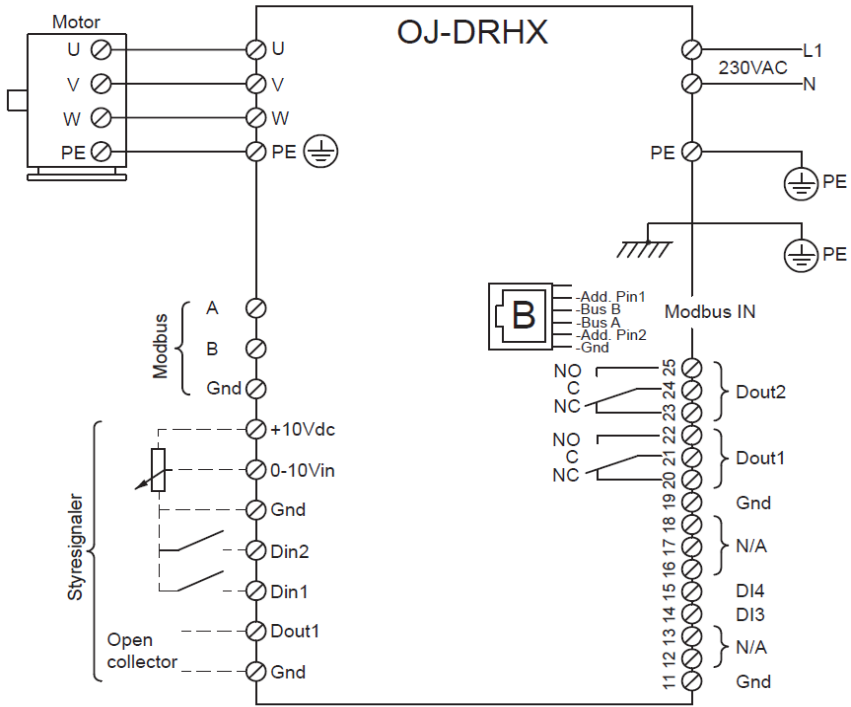 OJ-DRHX
Motor
U
V
W
PE
U
V
W
PE
L1
230VAC
N
PE
PE
PE
Modbus
A
B
Gnd
Styresignaler
+10Vdc
0-10Vin
Gnd
Din2
Din1
Dout1
Gnd
Open
collector
B
-Add. Pin1
-Bus B
-Bus A
-Add. Pin2
-Gnd
Modbus IN
NO
C
NC
25
24
23
Dout2
NO
C
NC
22
21
20
Dout1
19
Gnd
18
17
16
N/A
15
DI4
14
DI3
13
12
N/A
11
Gnd